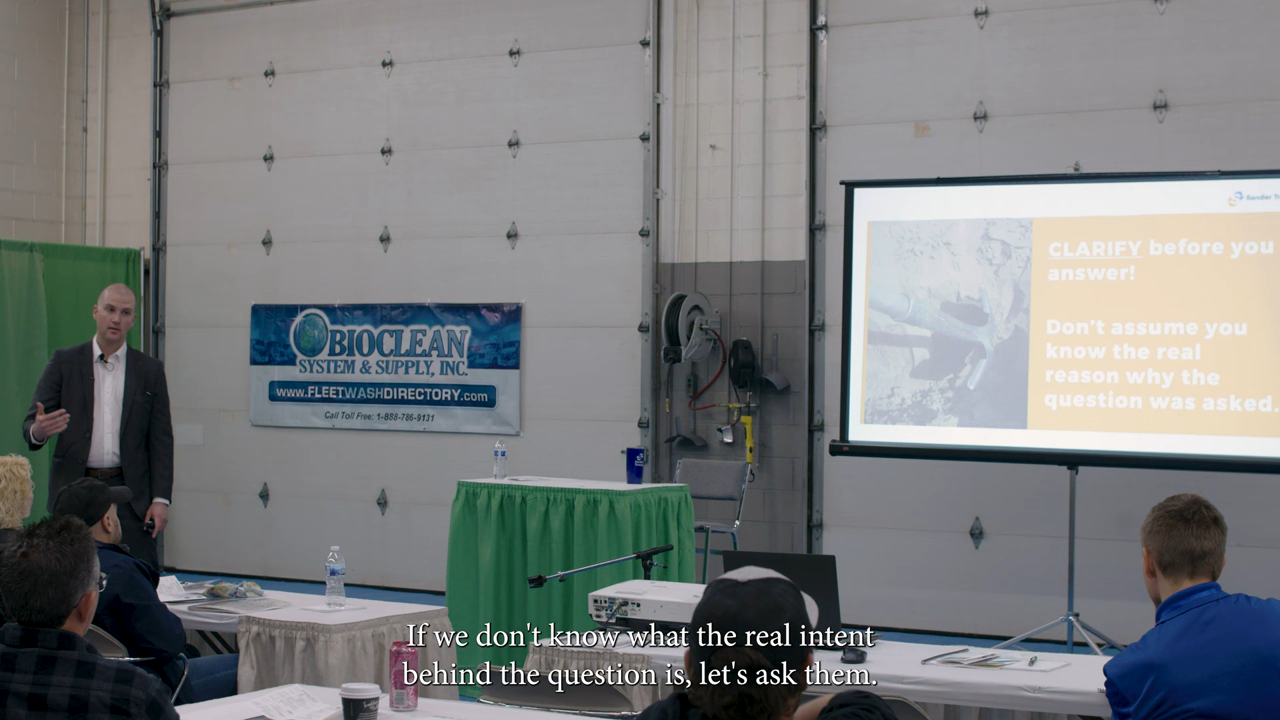 BIOCLEAN
SYSTEM & SUPPLY, INC.
www.FLEETWASHDIRECTORY.com
Call Toll Free: 1-888-786-9131
Sandler
CLARIFY before you
answer!
Don't assume you
know the real
reason why the
question was asked.
If we don't know what the real intent
behind the question is, let's ask them.